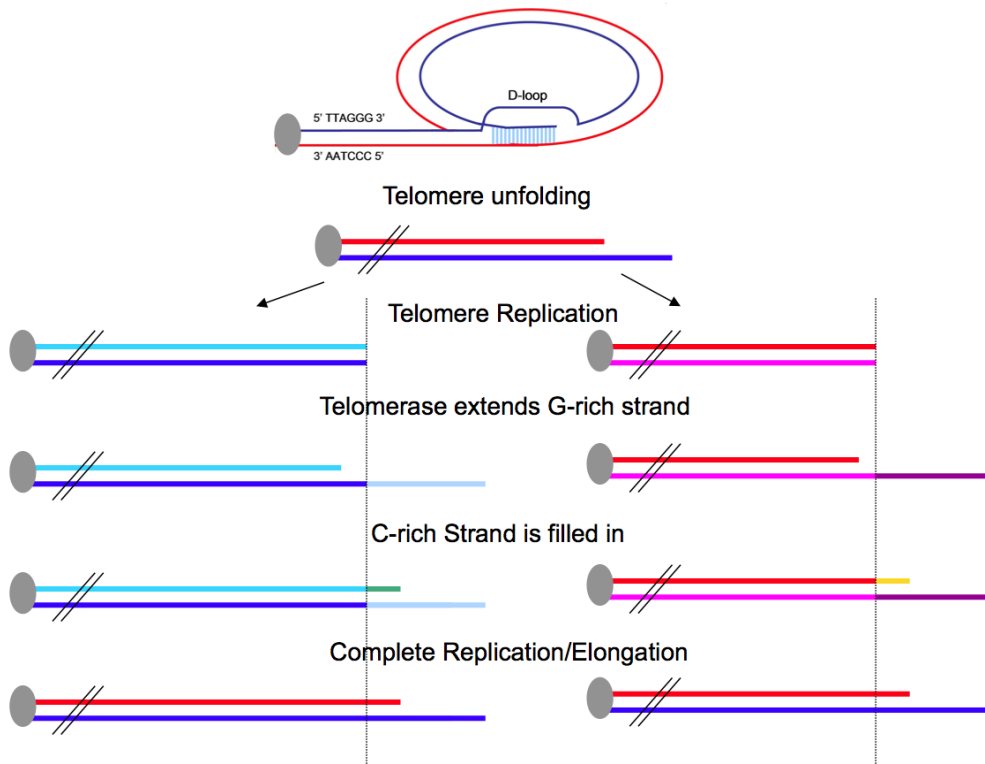 D-loop
5' TTAGGG 3'
3' AATCCC 5'
Telomere unfolding
Telomere Replication
Telomerase extends G-rich strand
C-rich Strand is filled in
Complete Replication/Elongation